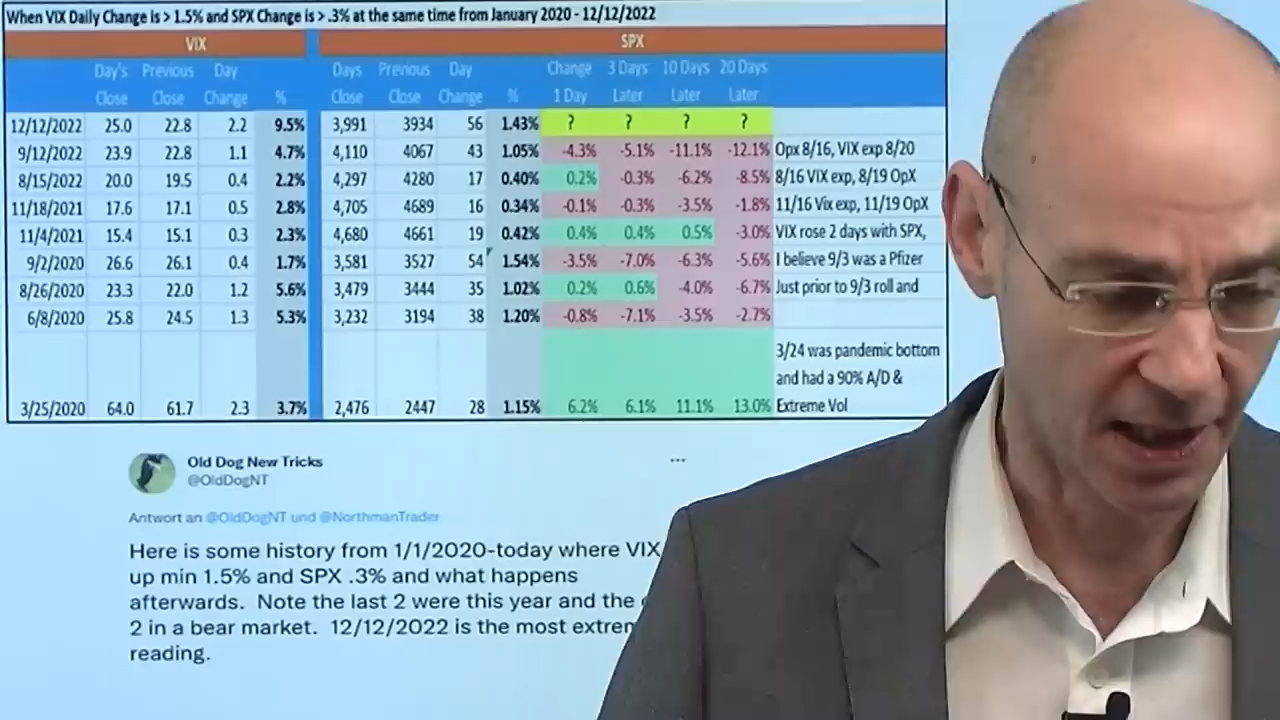 When VIX Daily Change is > 1.5% and SPX Change is > .3% at the same time from January 2020 - 12/12/2022
VIX SPX
Day's Previous Day Days Previous Day Change 3 Days 10 Days 20 Days
Close Close Change % Close Close Change % 1 Day Later Later Later
12/12/2022 25.0 22.8 2.2 9.5% 3,991 3934 56 1.43% ? ? ? ?
9/12/2022 23.9 22.8 1.1 4.7% 4,110 4067 43 1.05% -4.3% -5.1% -11.1% -12.1% Opx 8/16, VIX exp 8/20
8/15/2022 20.0 19.5 0.4 2.2% 4,297 4280 17 0.40% 0.2% -0.3% -6.2% -8.5% 8/16 VIX exp, 8/19 OpX
11/18/2021 17.6 17.1 0.5 2.8% 4,705 4689 16 0.34% -0.1% -0.3% -3.5% -1.8% 11/16 Vix exp, 11/19 OpX
11/4/2021 15.4 15.1 0.3 2.3% 4,680 4661 19 0.42% 0.4% 0.4% 0.5% -3.0% VIX rose 2 days with SPX,
9/2/2020 26.6 26.1 0.4 1.7% 3,581 3527 54 1.54% -3.5% -7.0% -6.3% -5.6% I believe 9/3 was a Pfizer
8/26/2020 23.3 22.0 1.2 5.6% 3,479 3444 35 1.02% 0.2% 0.6% -4.0% -6.7% Just prior to 9/3 roll and
6/8/2020 25.8 24.5 1.3 5.3% 3,232 3194 38 1.20% -0.8% -7.1% -3.5% -2.7%
3/24 was pandemic bottom
and had a 90% A/D &
3/25/2020 64.0 61.7 2.3 3.7% 2,476 2447 28 1.15% 6.2% 6.1% 11.1% 13.0% Extreme Vol
Old Dog New Tricks ...
@OldDogNT
Antwort an @OldDogNT und @NorthmanTrader
Here is some history from 1/1/2020-today where VIX
up min 1.5% and SPX .3% and what happens
afterwards. Note the last 2 were this year and the
2 in a bear market. 12/12/2022 is the most extrem
reading.